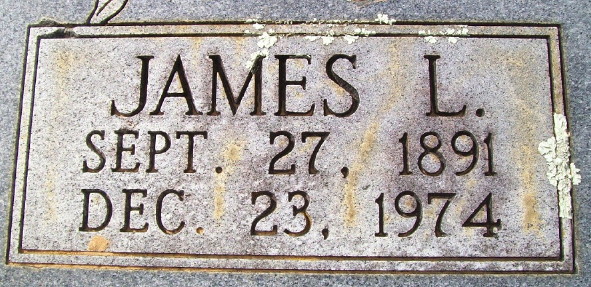 JAMES L.
SEPT. 27, 1891
DEC. 23, 1974